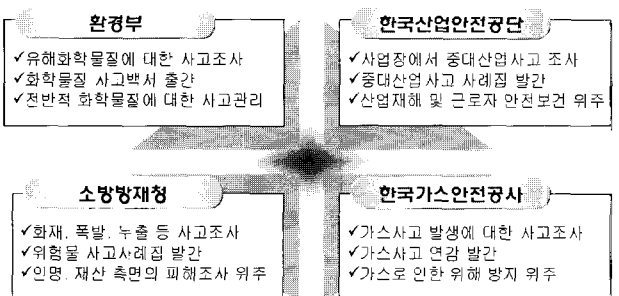 환경부
✓유해화학물질에 대한 사고조사
✓화학물질 사고백서 출간
✓전반적 화학물질에 대한 사고관리
한국산업안전공단
✓사업장에서 중대산업사고 조사
✓중대산업사고 사례집 발간
✓산업재해 및 근로자 안전보건 위주
소방방재청
✓화재, 폭발, 누출 등 사고조사
✓위험물 사고사례집 발간
✓인명, 재산 측면의 피해조사 위주
한국가스안전공사
✓가스사고 발생에 대한 사고조사
✓가스사고 연감 발간
✓가스로 인한 위해 방지 위주